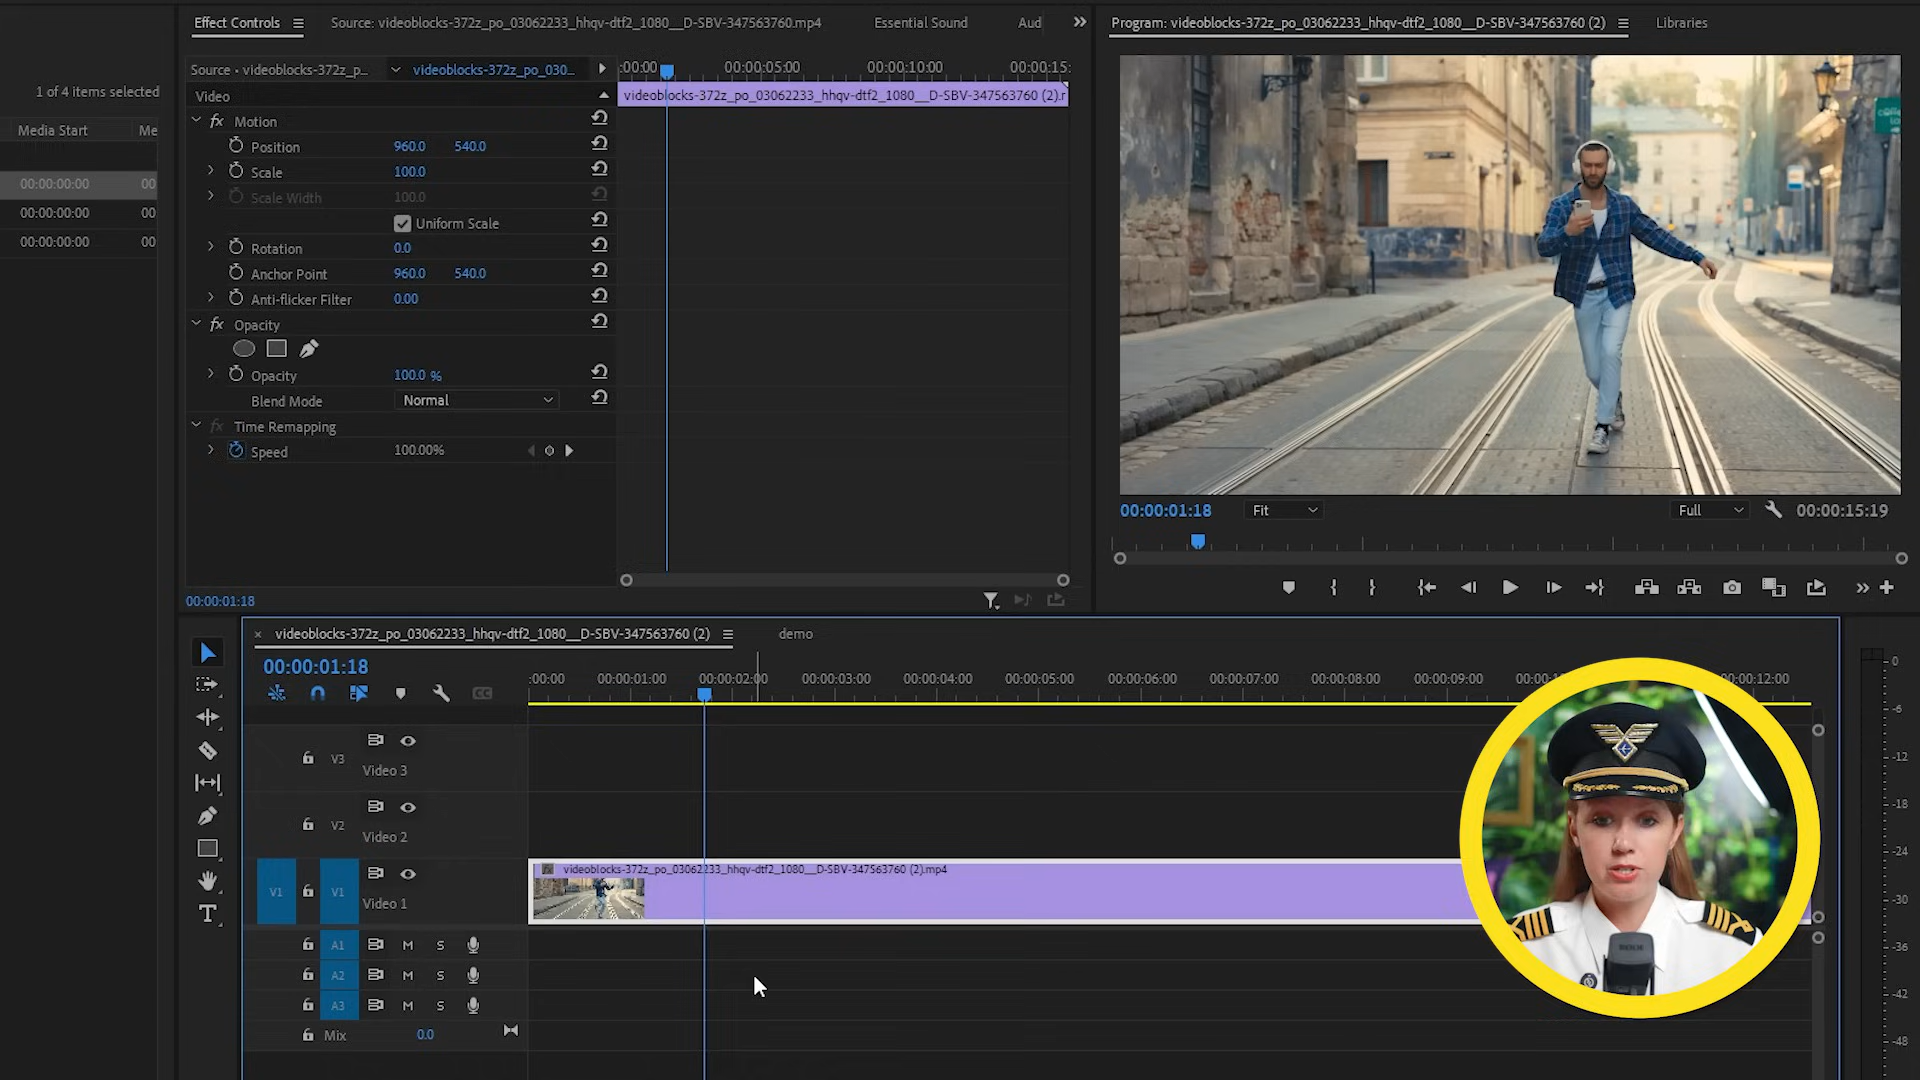 Effect Controls
Source: videoblocks-372z_po_03062233_hhqv-dtf2_1080__D-SBV-347563760.mp4
Essential Sound
Aud
Program: videoblocks-372z_po_03062233_hhqv-dtf2_1080__D-SBV-347563760 (2)
Libraries
1 of 4 items selected
Media Start
Me
00:00:00:00
00
00:00:00:00
00
00:00:00:00
00
Source • videoblocks-372z_p...
videoblocks-372z_po_030...
:00:00
00:00:05:00
00:00:10:00
00:00:15:
Video
videoblocks-372z_po_03062233_hhqv-dtf2_1080__D-SBV-347563760 (2).r
fx Motion
Position 960.0 540.0
Scale 100.0
Scale Width 100.0
Uniform Scale
Rotation 0.0
Anchor Point 960.0 540.0
Anti-flicker Filter 0.00
fx Opacity
Opacity 100.0 %
Blend Mode Normal
fx Time Remapping
Speed 100.00%
00:00:01:18
00:00:01:18
Fit
Full
00:00:15:19
videoblocks-372z_po_03062233_hhqv-dtf2_1080__D-SBV-347563760 (2)
demo
00:00:01:18
CC
:00:00
00:00:01:00
00:00:02:00
00:00:03:00
00:00:04:00
00:00:05:00
00:00:06:00
00:00:07:00
00:00:08:00
00:00:09:00
00:00:12:00
V3
Video 3
V2
Video 2
V1
V1
Video 1
fx
videoblocks-372z_po_03062233_hhqv-dtf2_1080__D-SBV-347563760 (2).mp4
A1 M S
A2 M S
A3 M S
Mix 0.0
0
-6
-12
-18
-24
-30
-36
-42
-48
RODE